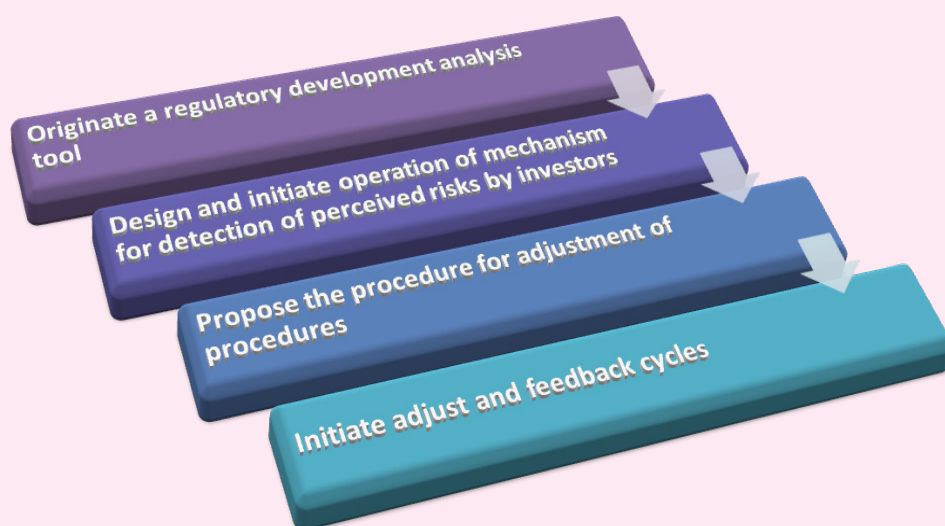 Originate a regulatory development analysis
tool
Design and initiate operation of mechanism
for detection of perceived risks by investors
Propose the procedure for adjustment of
procedures
Initiate adjust and feedback cycles